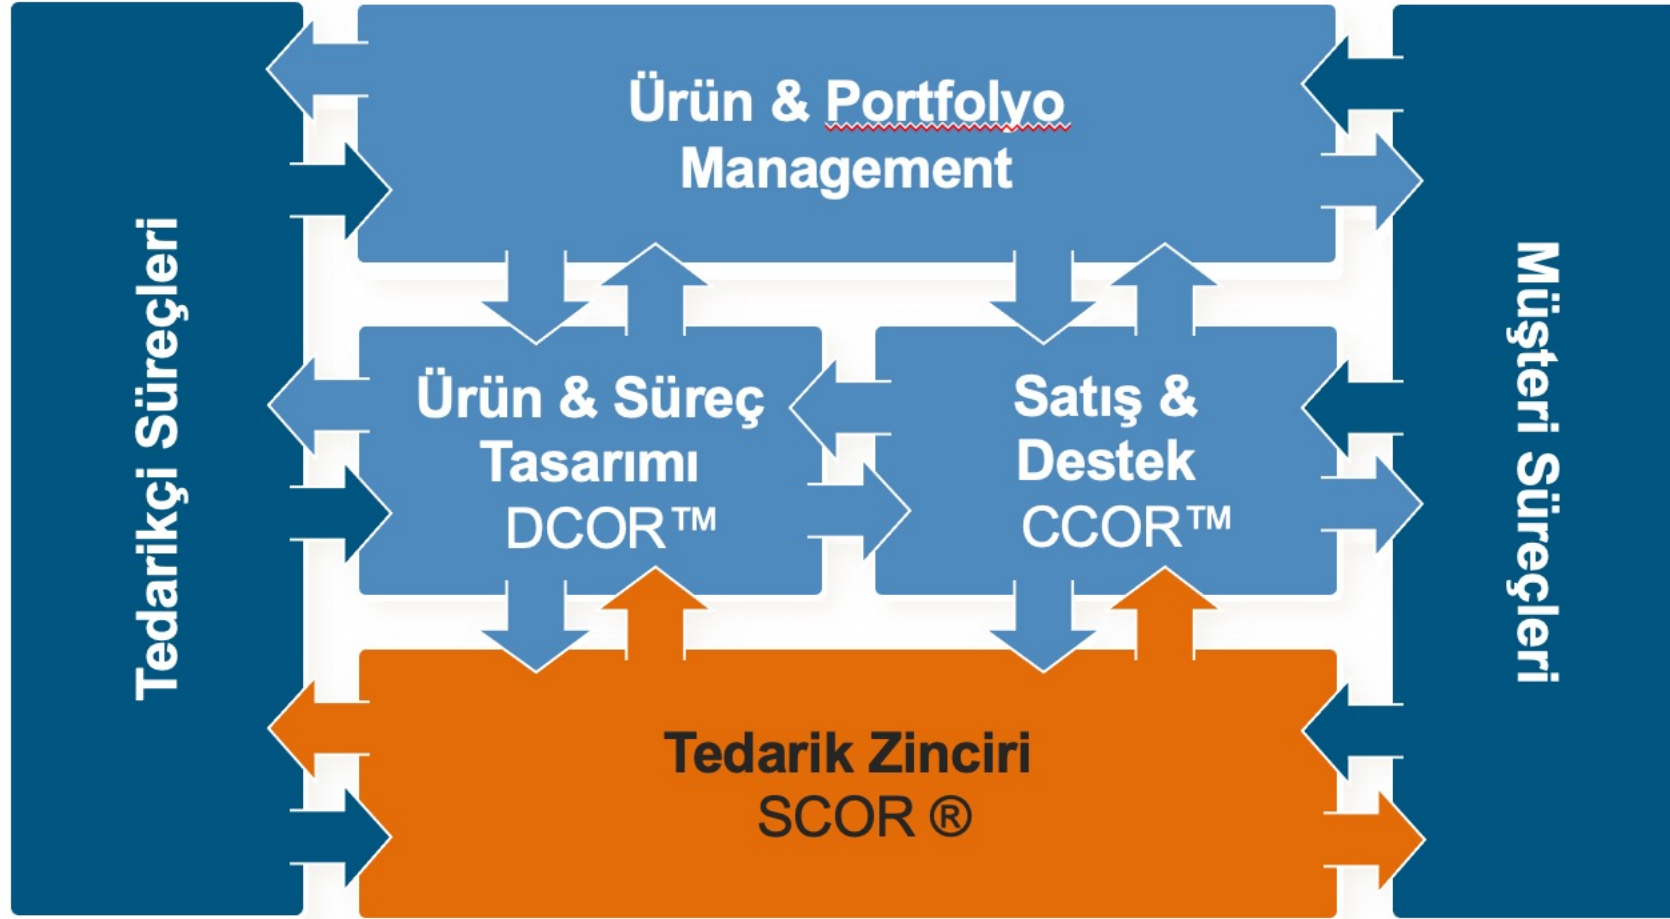 Tedarikçi Süreçleri
Ürün & Portfolyo
Management
Ürün & Süreç
Tasarımı
DCOR™
Satış &
Destek
CCOR™
Tedarik Zinciri
SCOR ®
Müşteri Süreçleri